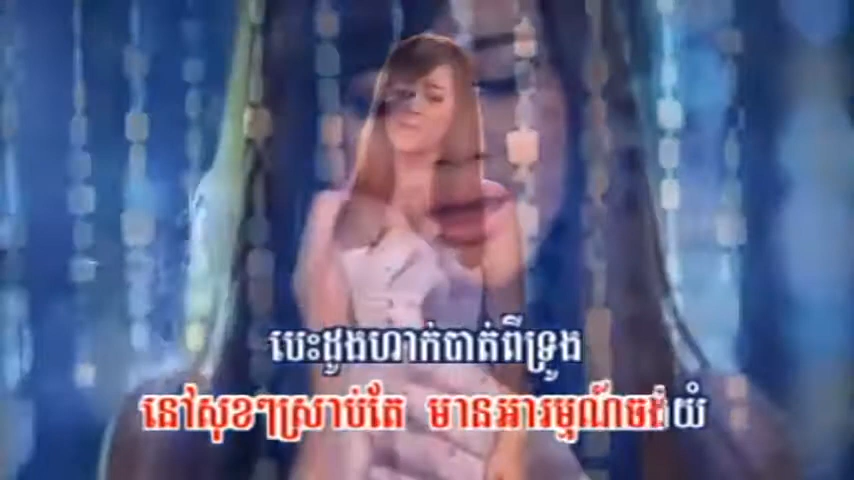 បេះដូងហាក់បាត់ពីទ្រូង
នៅសុខៗស្រាប់តែ មានអារម្មណ៍ចង់យំ